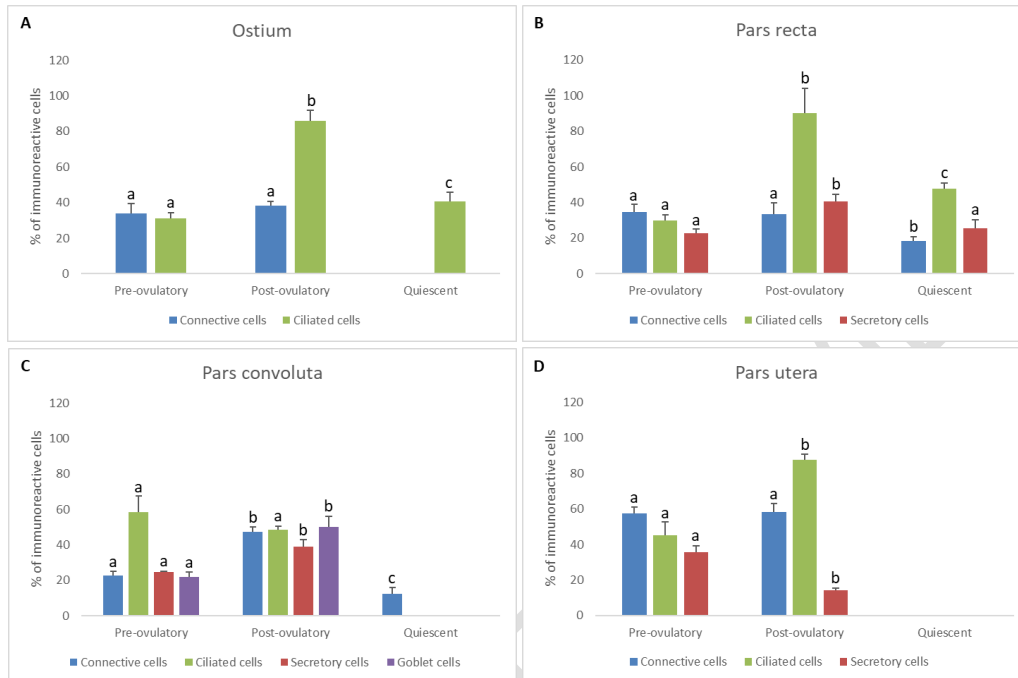 A
Ostium
% of immunoreactive cells
120
100
80
60
40
20
0
a
a
a
b
c
Pre-ovulatory Post-ovulatory Quiescent
Connective cells Ciliated cells
B
Pars recta
% of immunoreactive cells
120
100
80
60
40
20
0
a
a
a
a
b
b
b
c
a
Pre-ovulatory Post-ovulatory Quiescent
Connective cells Ciliated cells Secretory cells
C
Pars convoluta
% of immunoreactive cells
120
100
80
60
40
20
0
a
a
a
a
b
a
b
b
c
Pre-ovulatory Post-ovulatory Quiescent
Connective cells Ciliated cells Secretory cells Goblet cells
D
Pars utera
% of immunoreactive cells
120
100
80
60
40
20
0
a
a
a
a
b
b
Pre-ovulatory Post-ovulatory Quiescent
Connective cells Ciliated cells Secretory cells